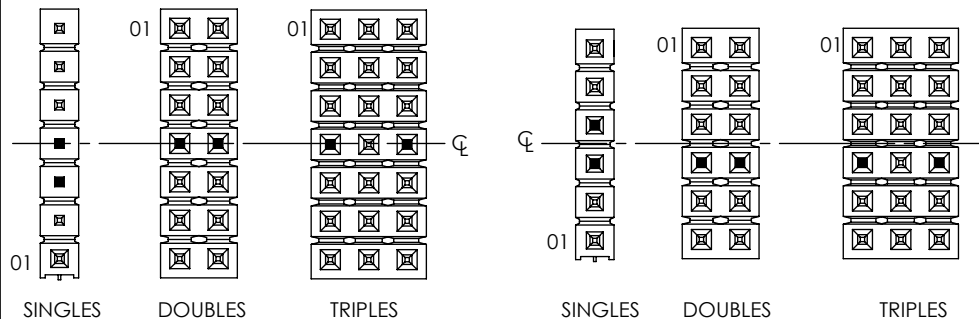 01 01 01 01
℄ ℄
01 01
SINGLES DOUBLES TRIPLES SINGLES DOUBLES TRIPLES